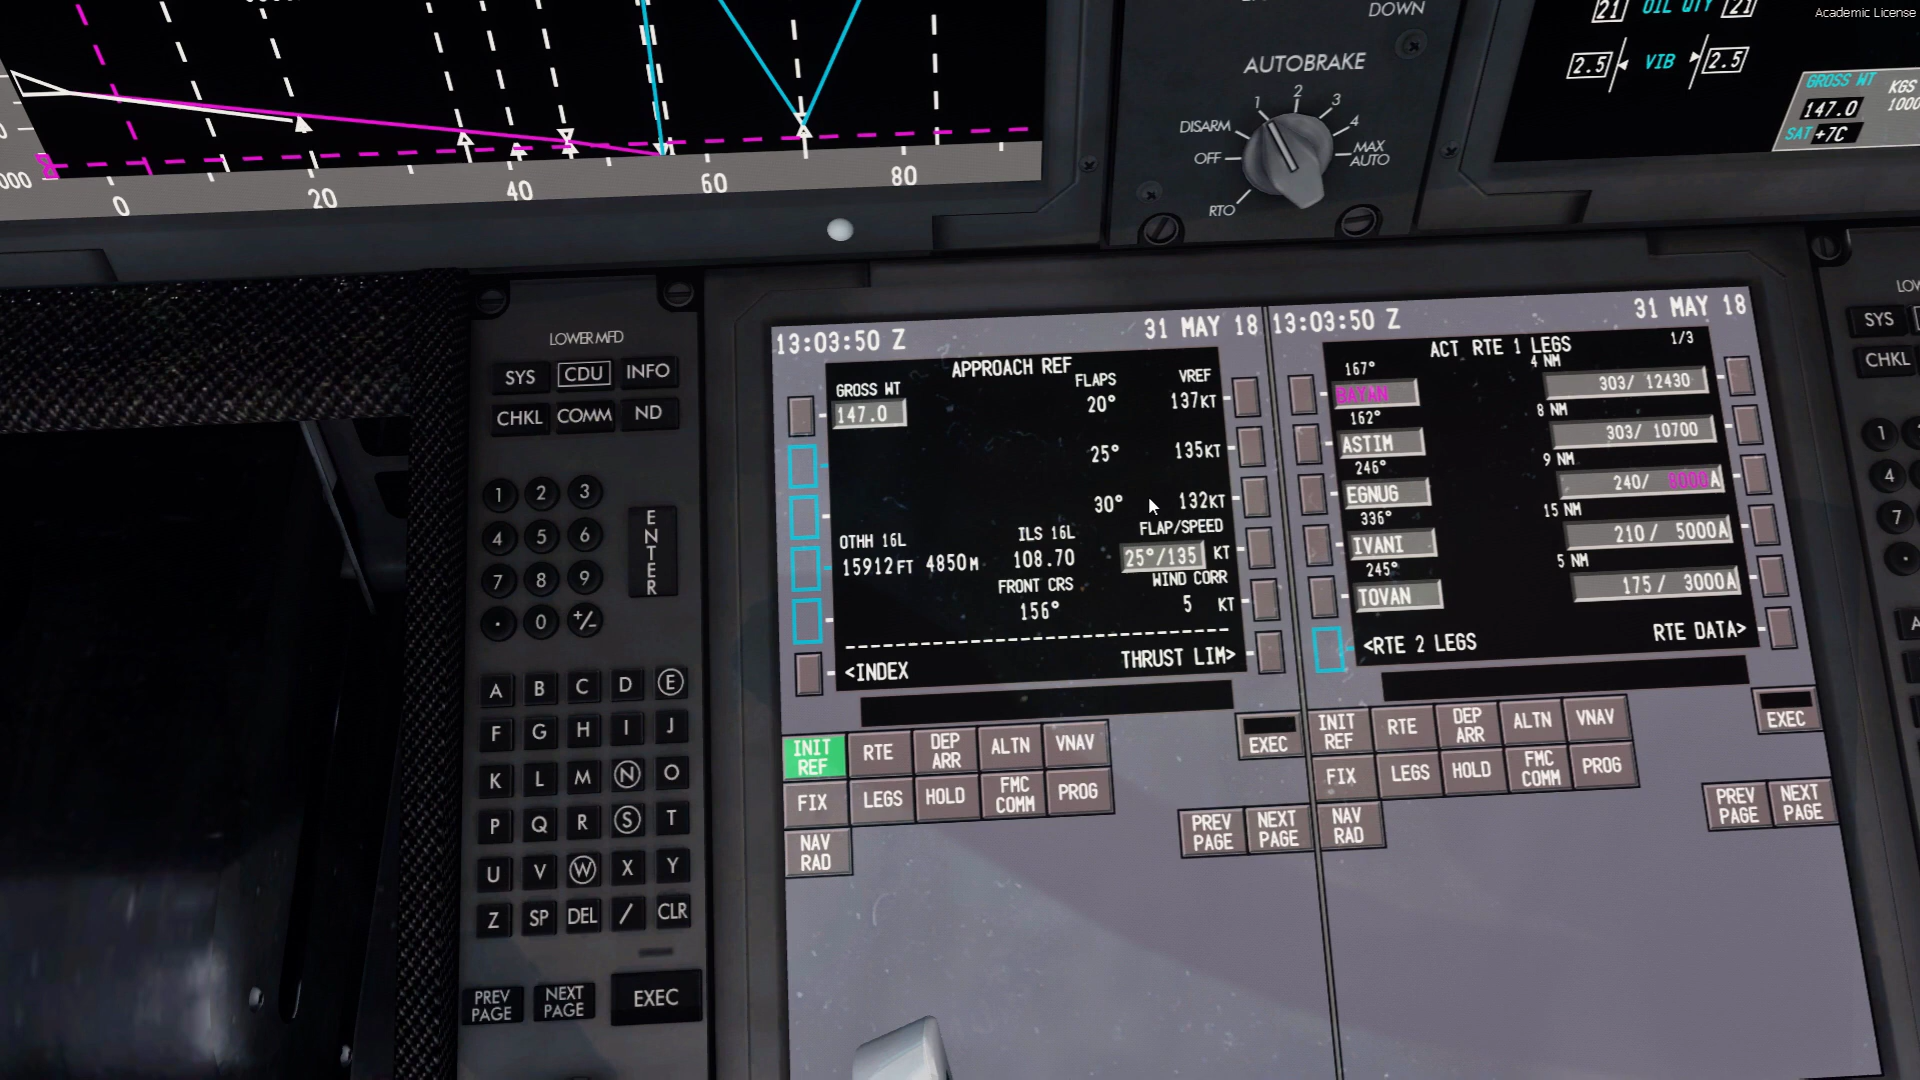 Academic License
DOWN
21 OIL QTY 21
2.5 VIB 2.5
GROSS WT
147.0
KGS
1000
SAT +7C
AUTOBRAKE
1 2 3 4
DISARM
OFF
RTO
MAX
AUTO
000
0 20 40 60 80
LOWER MFD
SYS CDU INFO
CHKL COMM ND
1 2 3
4 5 6
7 8 9
. 0 +/-
ENTER
A B C D E
F G H I J
K L M N O
P Q R S T
U V W X Y
Z SP DEL / CLR
PREV PAGE
NEXT PAGE
EXEC
13:03:50 Z 31 MAY 18
APPROACH REF
GROSS WT FLAPS VREF
147.0 20° 137KT
25° 135KT
30° 132KT
OTHH 16L ILS 16L FLAP/SPEED
15912FT 4850M 108.70 25°/135 KT
FRONT CRS WIND CORR
156° 5 KT
<INDEX THRUST LIM>
INIT REF
RTE
DEP ARR
ALTN
VNAV
EXEC
FIX
LEGS
HOLD
FMC COMM
PROG
NAV RAD
PREV PAGE
NEXT PAGE
13:03:50 Z 31 MAY 18
ACT RTE 1 LEGS 1/3
167° 4 NM
BAYAN 303/ 12430
162° 8 NM
ASTIM 303/ 10700
246° 9 NM
EGNUG 240/ 8000A
336° 15 NM
IVANI 210/ 5000A
245° 5 NM
TOVAN 175/ 3000A
<RTE 2 LEGS RTE DATA>
INIT REF
RTE
DEP ARR
ALTN
VNAV
EXEC
FIX
LEGS
HOLD
FMC COMM
PROG
NAV RAD
PREV PAGE
NEXT PAGE
SYS
CHKL
1
4
7
.